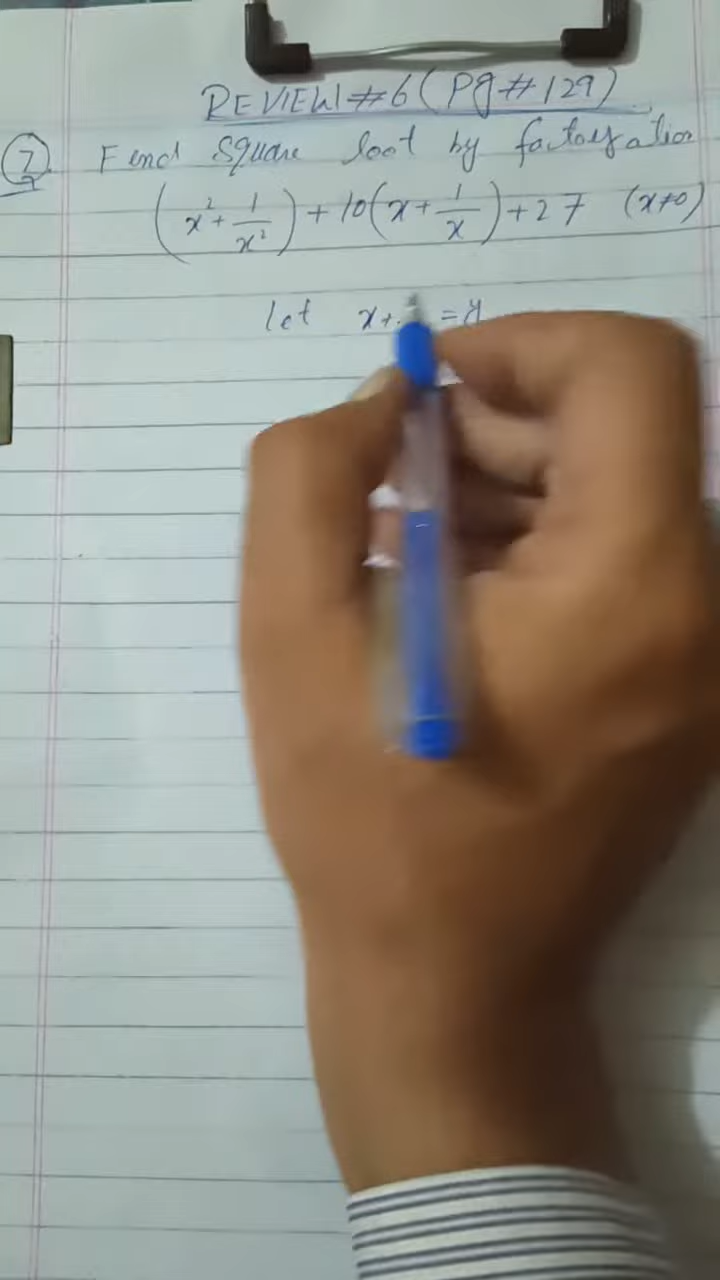 REVIEW #6 (Pg # 129)
7 Find square root by factorization
(x² + 1/x²) + 10(x + 1/x) + 27 (x≠0)
let x+ = y